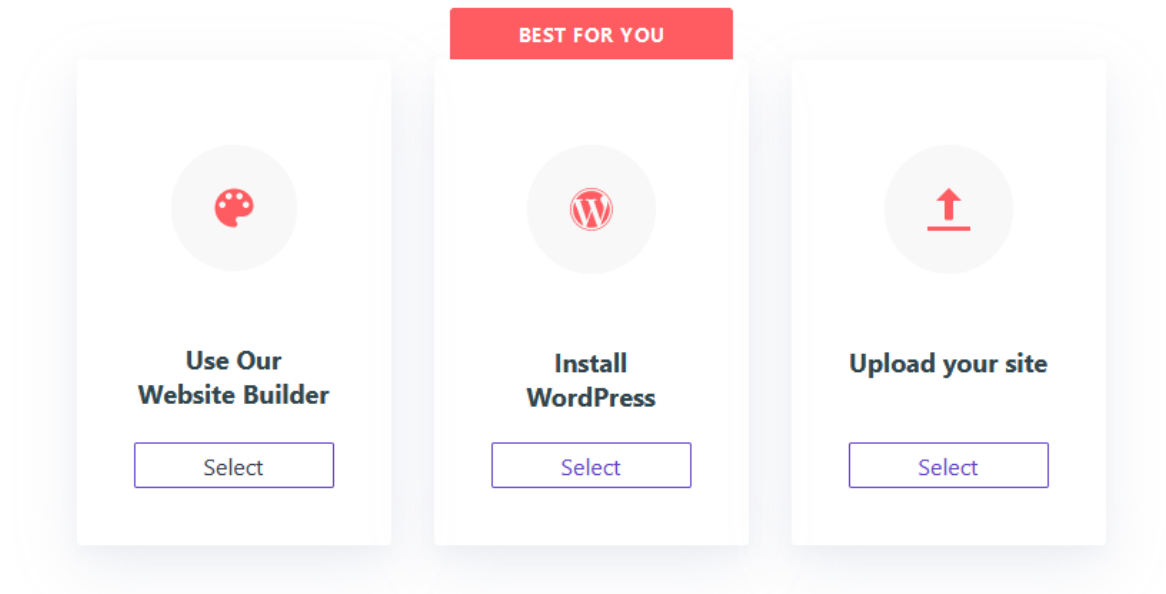 BEST FOR YOU
Use Our
Website Builder
Select
Install
WordPress
Select
Upload your site
Select